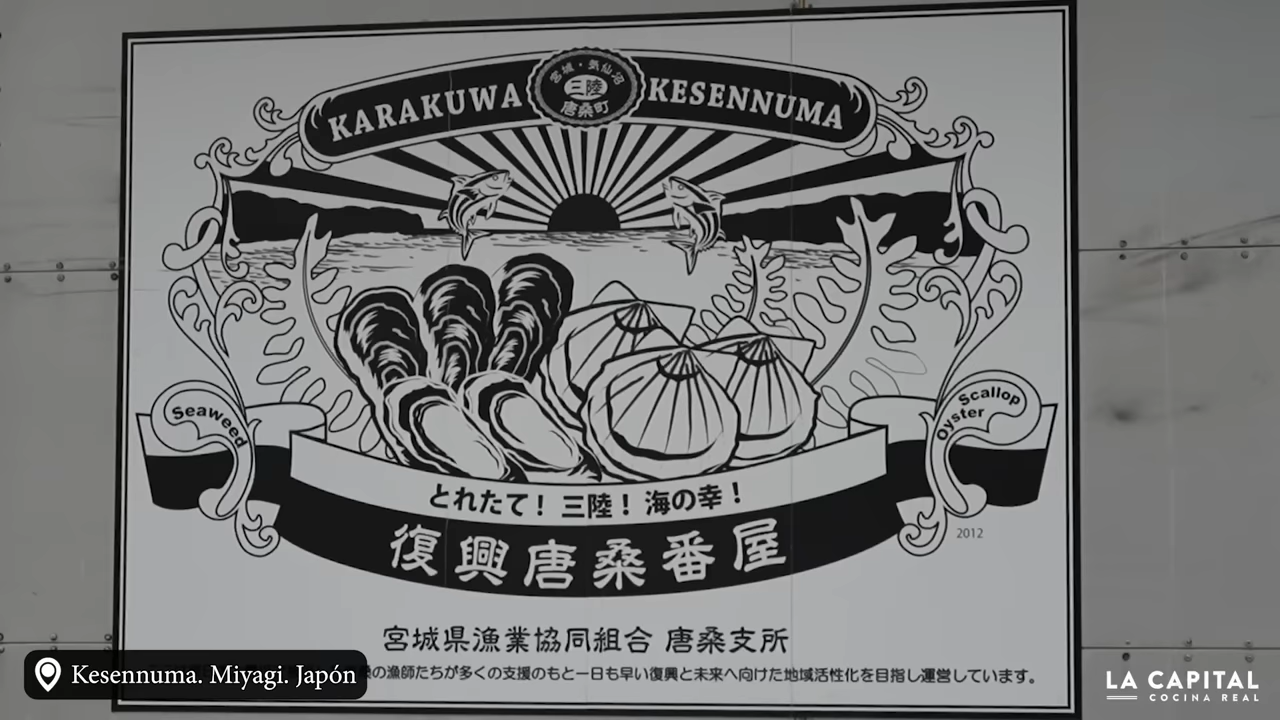 KARAKUWA
宮城・気仙沼
三陸
唐桑町
KESENNUMA
Seaweed
Scallop
Oyster
とれたて！三陸！海の幸！
復興唐桑番屋
2012
宮城県漁業協同組合 唐桑支所
の漁師たちが多くの支援のもと一日も早い復興と未来へ向けた地域活性化を目指し運営しています。
Kesennuma. Miyagi. Japón
LA CAPITAL
COCINA REAL